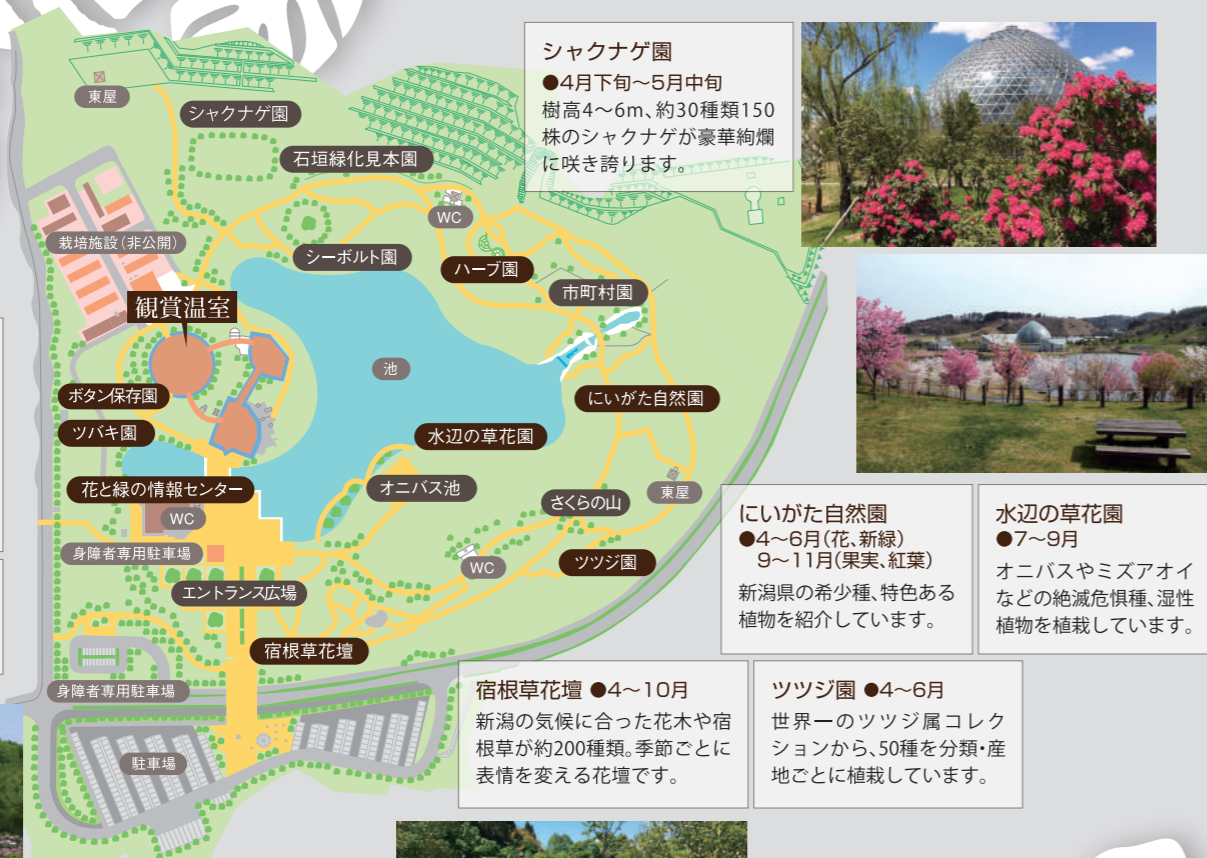 シャクナゲ園
●4月下旬〜5月中旬
樹高4〜6m、約30種類150
株のシャクナゲが豪華絢爛
に咲き誇ります。
東屋
シャクナゲ園
石垣緑化見本園
WC
栽培施設(非公開)
シーボルト園
ハーブ園
市町村園
観賞温室
池
ボタン保存園
にいがた自然園
ツバキ園
水辺の草花園
花と緑の情報センター
オニバス池
さくらの山
東屋
WC
身障者専用駐車場
WC
ツツジ園
エントランス広場
宿根草花壇
身障者専用駐車場
駐車場
にいがた自然園
●4〜6月(花、新緑)
9〜11月(果実、紅葉)
新潟県の希少種、特色ある
植物を紹介しています。
水辺の草花園
●7〜9月
オニバスやミズアオイ
などの絶滅危惧種、湿性
植物を植栽しています。
宿根草花壇 ●4〜10月
新潟の気候に合った花木や宿
根草が約200種類。季節ごとに
表情を変える花壇です。
ツツジ園 ●4〜6月
世界一のツツジ属コレク
ションから、50種を分類・産
地ごとに植栽しています。